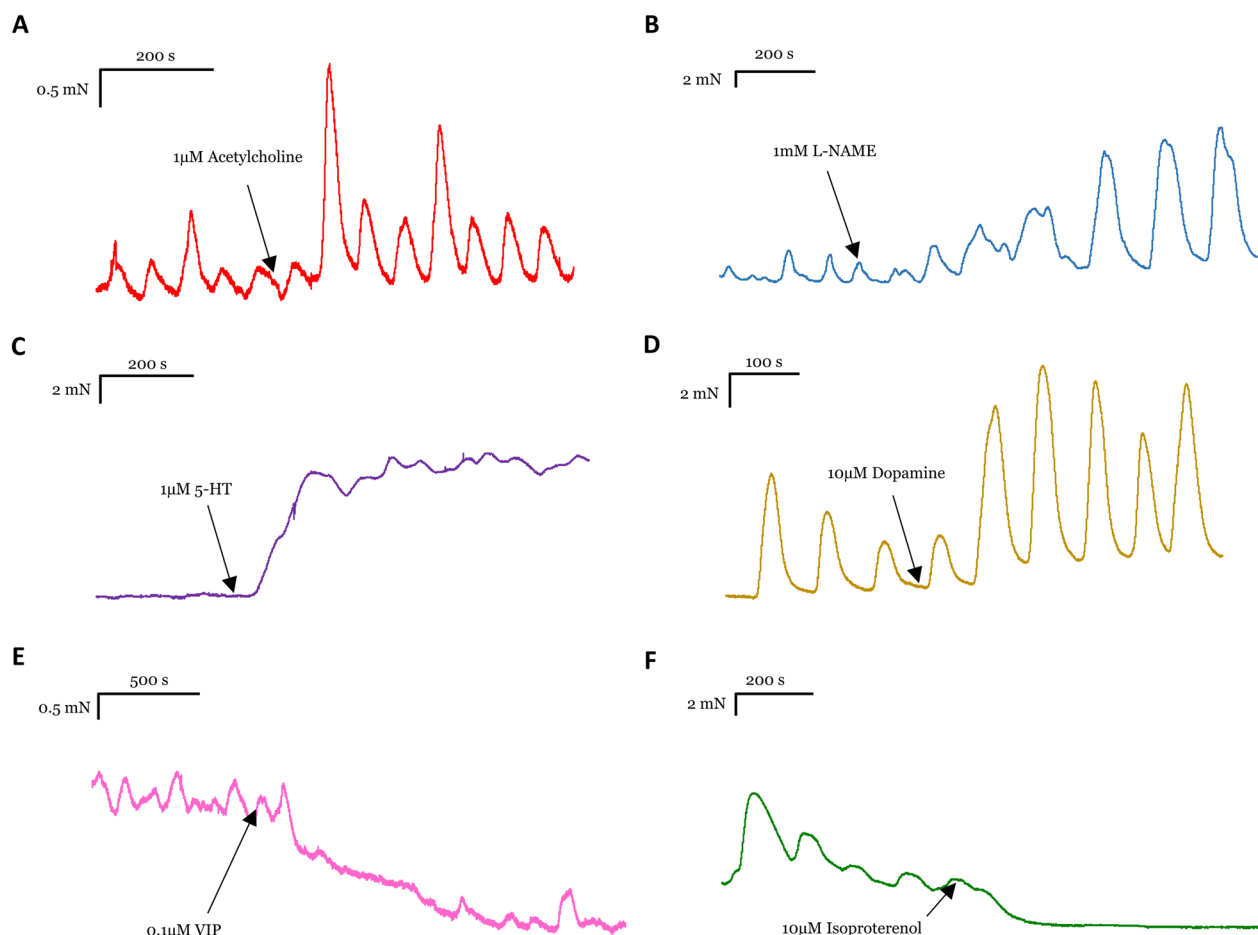 A
200 s
0.5 mN
1µM Acetylcholine
B
200 s
2 mN
1mM L-NAME
C
200 s
2 mN
1µM 5-HT
D
100 s
2 mN
10µM Dopamine
E
500 s
0.5 mN
0.1µM VIP
F
200 s
2 mN
10µM Isoproterenol